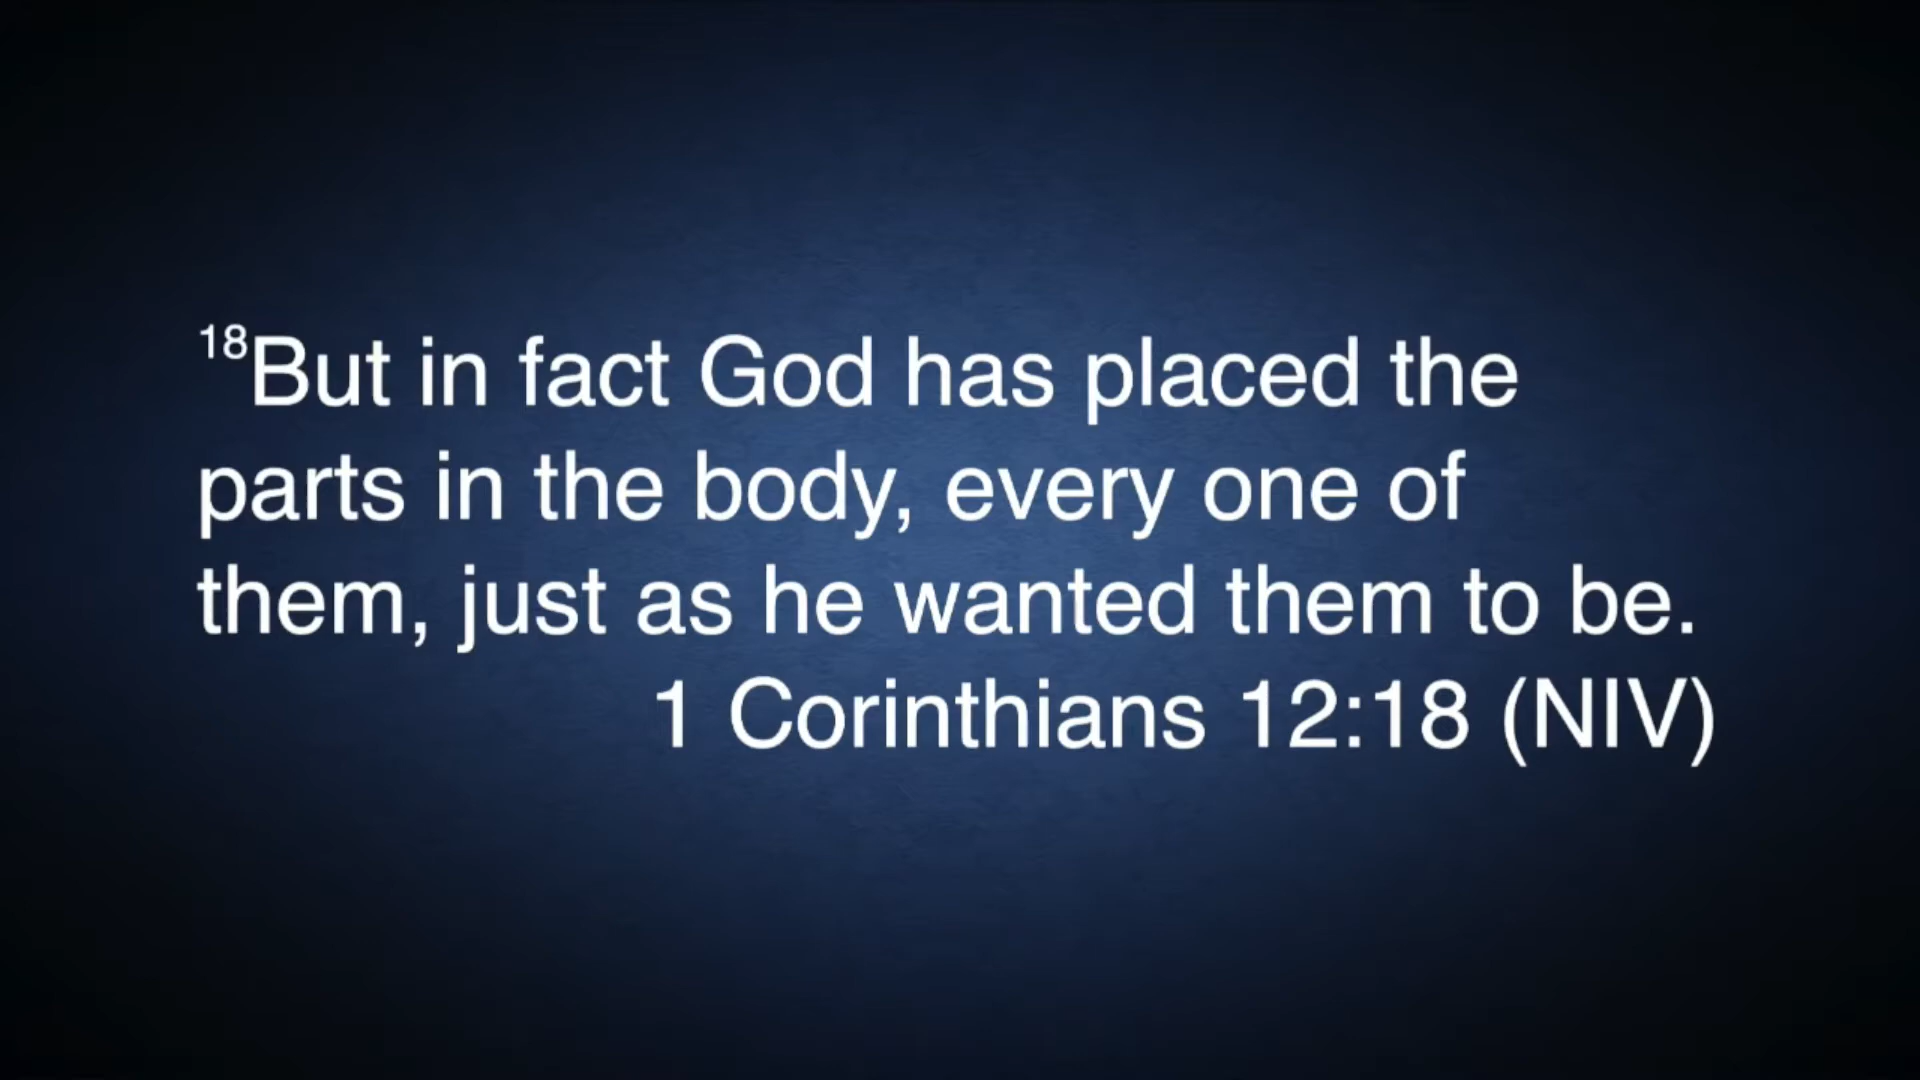 18But in fact God has placed the
parts in the body, every one of
them, just as he wanted them to be.
1 Corinthians 12:18 (NIV)